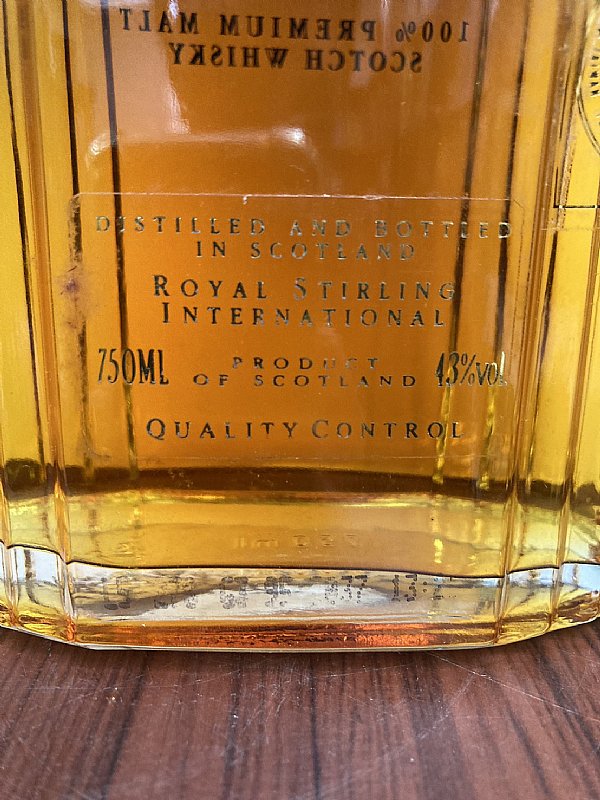 100% PREMIUM MALT
SCOTCH WHISKY
DISTILLED AND BOTTLED
IN SCOTLAND
ROYAL STIRLING
INTERNATIONAL
750ML PRODUCT OF SCOTLAND 43%VOL
QUALITY CONTROL